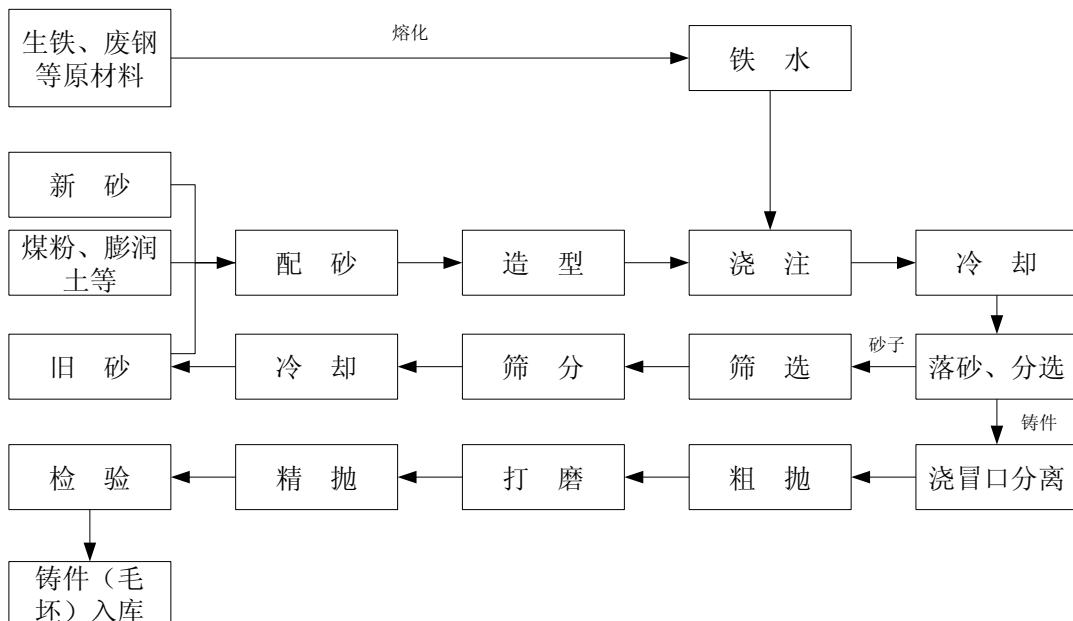 生铁、废钢
等原材料
熔化
铁 水
新 砂
煤粉、膨润
土等
配 砂
造 型
浇 注
冷 却
旧 砂
冷 却
筛 分
筛 选
砂子
落砂、分选
铸件
检 验
精 抛
打 磨
粗 抛
浇冒口分离
铸件（毛
坯）入库